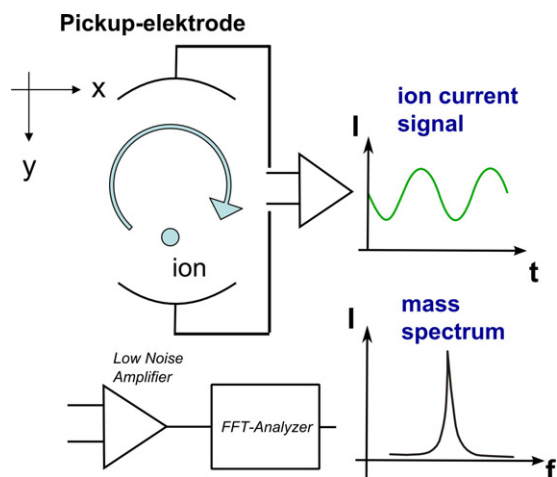 Pickup-elektrode
x
y
ion
ion current
signal
I
t
mass
spectrum
I
f
Low Noise
Amplifier
FFT-Analyzer